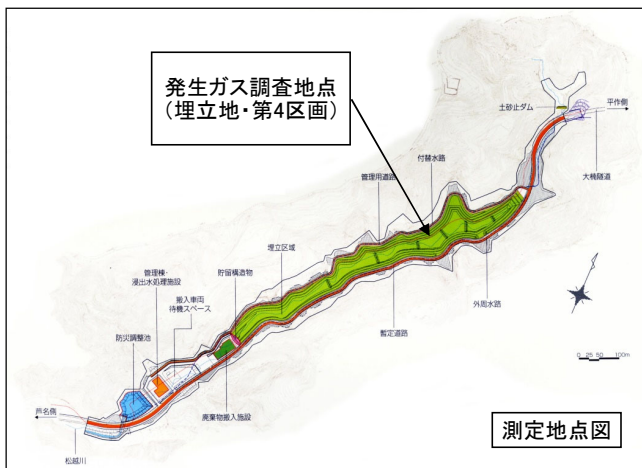 発生ガス調査地点
(埋立地・第4区画)
土砂止ダム
平作側
付替水路
大楠隧道
管理用道路
埋立区域
貯留構造物
管理棟・
浸出水処理施設
搬入車両
待機スペース
防災調整池
外周水路
暫定道路
0 25 50 100m
芦名側
廃棄物搬入施設
松越川
測定地点図